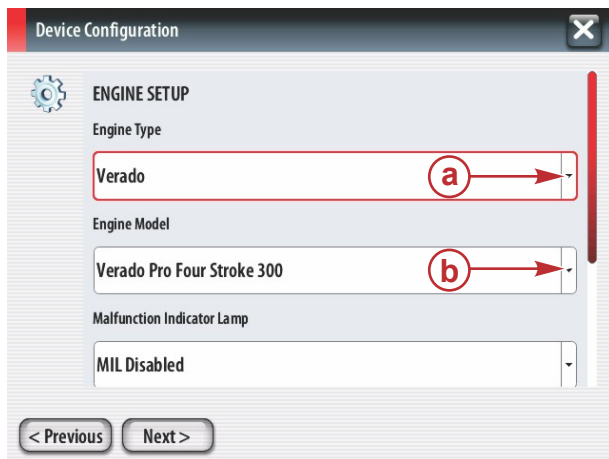 Device Configuration
ENGINE SETUP
Engine Type
Verado
a
Engine Model
Verado Pro Four Stroke 300
b
Malfunction Indicator Lamp
MIL Disabled
< Previous
Next >